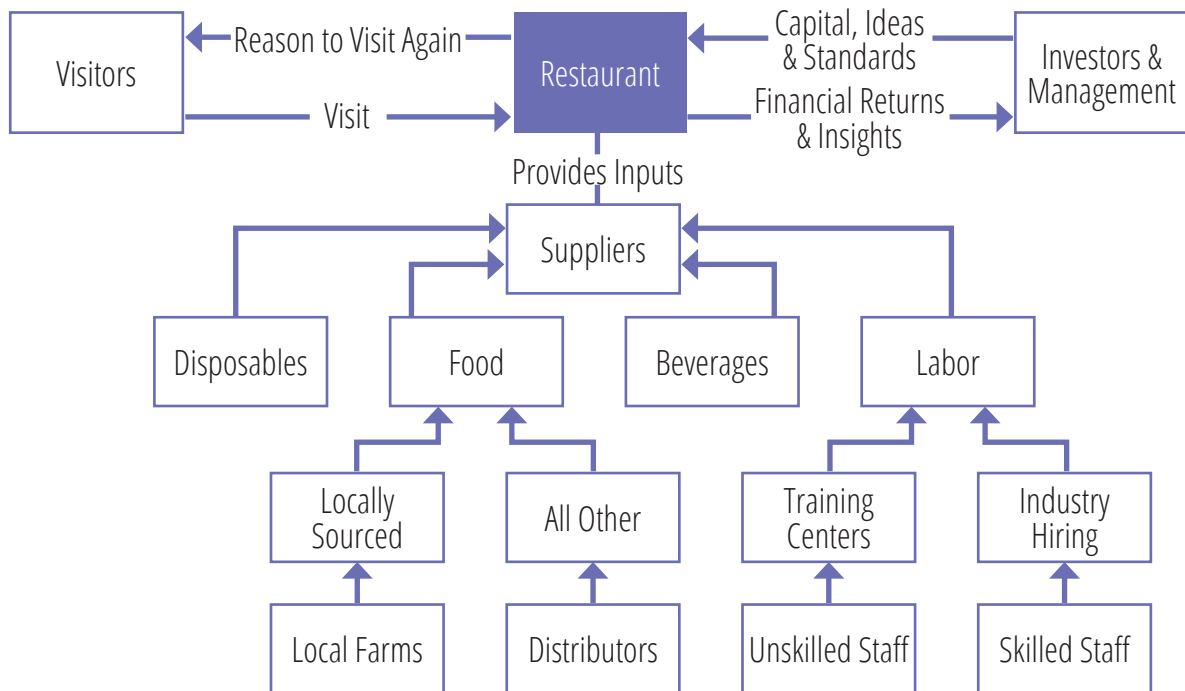 Visitors
Reason to Visit Again
Visit
Restaurant
Capital, Ideas
& Standards
Financial Returns
& Insights
Investors &
Management
Provides Inputs
Suppliers
Disposables
Food
Beverages
Labor
Locally
Sourced
All Other
Training
Centers
Industry
Hiring
Local Farms
Distributors
Unskilled Staff
Skilled Staff